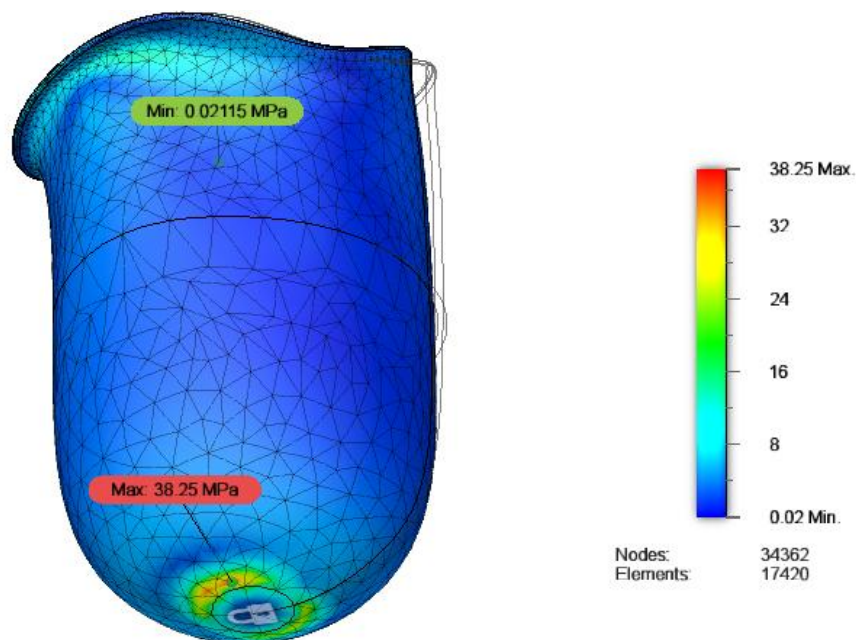 Min: 0.02115 MPa
38.25 Max.
32
24
16
8
0.02 Min.
Max: 38.25 MPa
Nodes: 34362
Elements: 17420